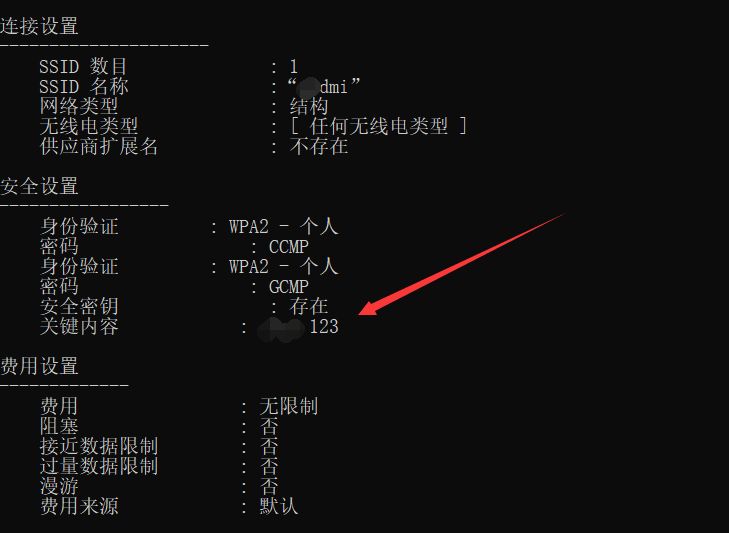 连接设置
---------------------
SSID 数目 : 1
SSID 名称 :“ dmi”
网络类型 : 结构
无线电类型 : [ 任何无线电类型 ]
供应商扩展名 : 不存在
安全设置
-----------------
身份验证 : WPA2 - 个人
密码 : CCMP
身份验证 : WPA2 - 个人
密码 : GCMP
安全密钥 : 存在
关键内容 : 123
费用设置
-------------
费用 : 无限制
阻塞 : 否
接近数据限制 : 否
过量数据限制 : 否
漫游 : 否
费用来源 : 默认